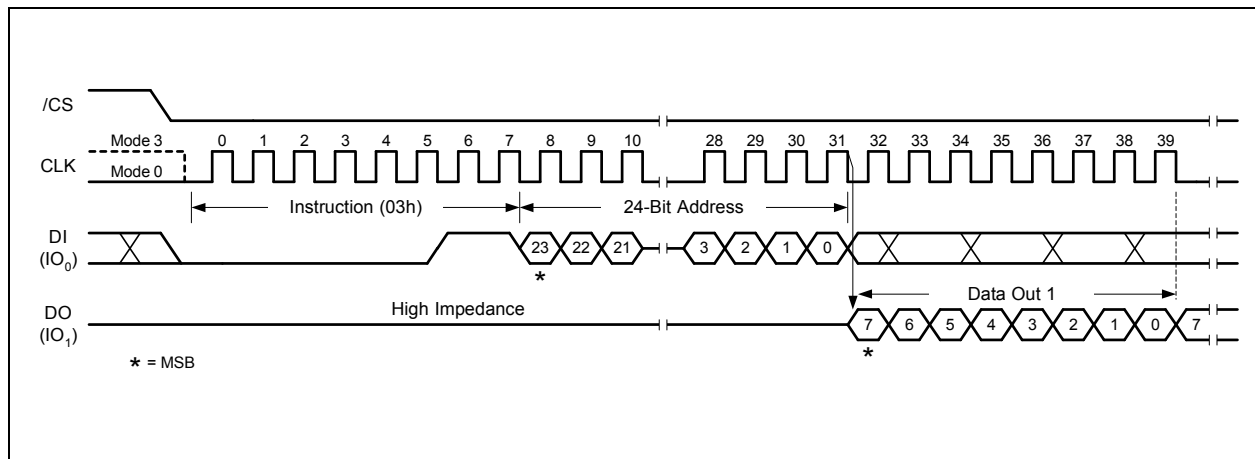 /CS
Mode 3 0 1 2 3 4 5 6 7 8 9 10 28 29 30 31 32 33 34 35 36 37 38 39
CLK
Mode 0
Instruction (03h) 24-Bit Address
DI
(IO0) 23 22 21 3 2 1 0
*
High Impedance Data Out 1
DO
(IO1) 7 6 5 4 3 2 1 0 7
*
* = MSB